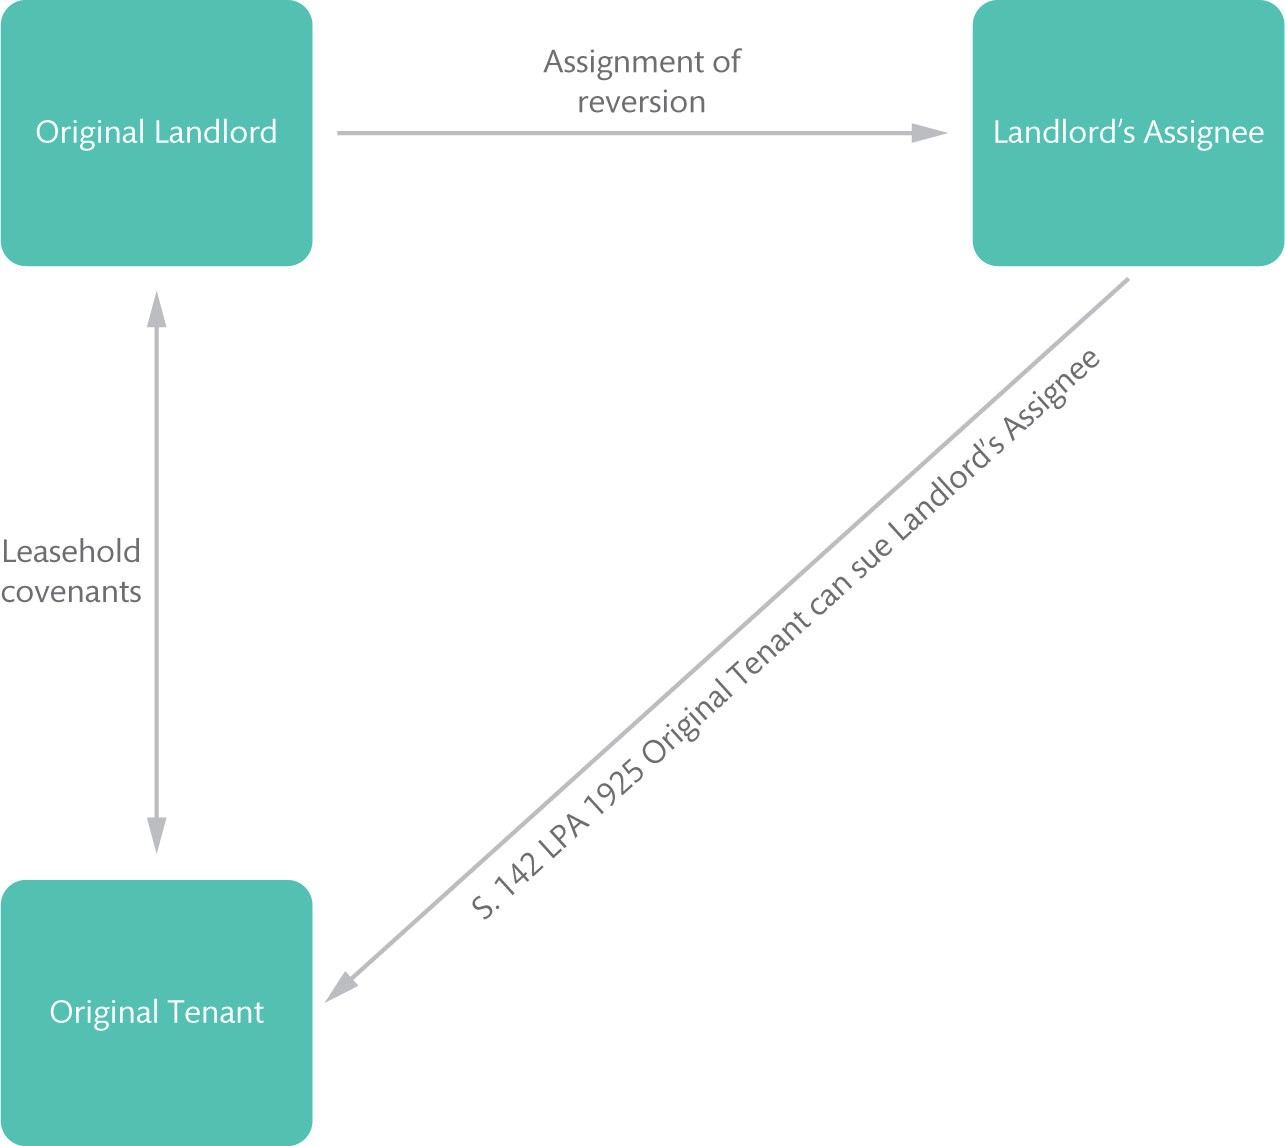 Assignment of
reversion
Original Landlord
Landlord’s Assignee
Leasehold
covenants
S. 142 LPA 1925 Original Tenant can sue Landlord’s Assignee
Original Tenant